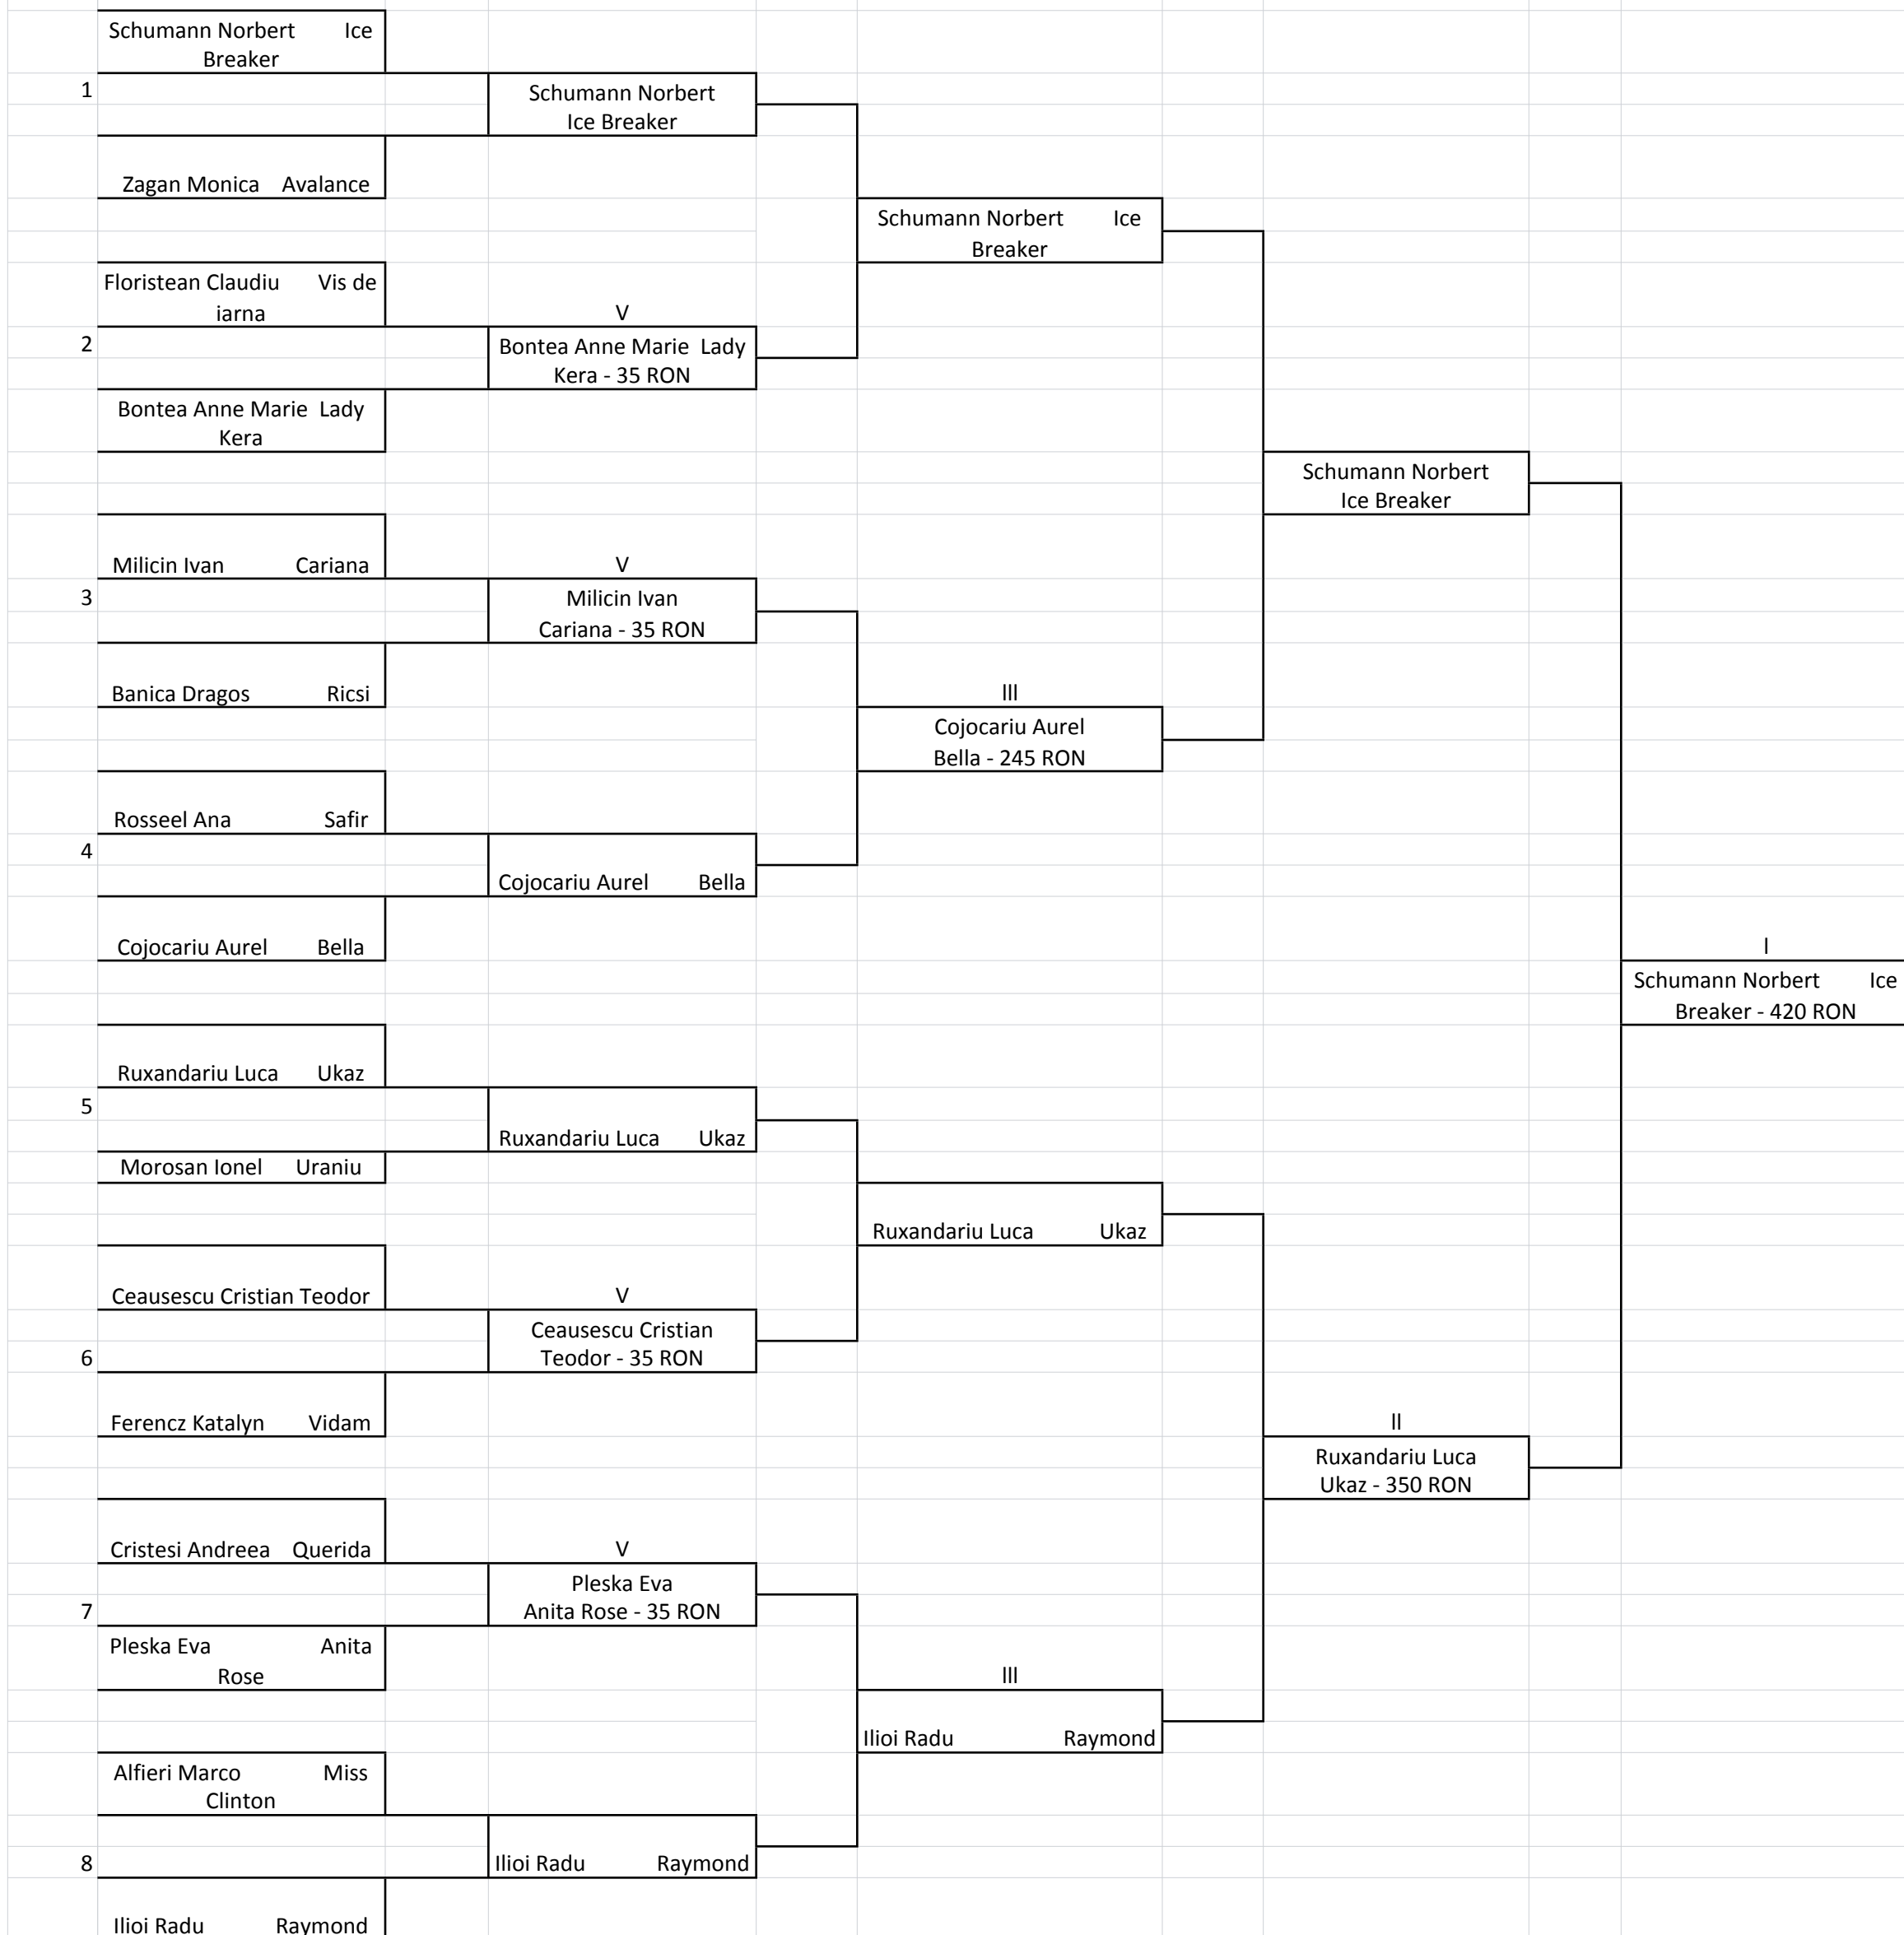 Schumann Norbert Ice
Breaker
1
Schumann Norbert
Ice Breaker
Zagan Monica Avalance
Schumann Norbert Ice
Breaker
Floristean Claudiu Vis de
iarna
V
2
Bontea Anne Marie Lady
Kera - 35 RON
Bontea Anne Marie Lady
Kera
Schumann Norbert
Ice Breaker
Milicin Ivan Cariana
V
3
Milicin Ivan
Cariana - 35 RON
Banica Dragos Ricsi
III
Cojocariu Aurel
Bella - 245 RON
Rosseel Ana Safir
4
Cojocariu Aurel Bella
Cojocariu Aurel Bella
I
Schumann Norbert Ice
Breaker - 420 RON
Ruxandariu Luca Ukaz
5
Ruxandariu Luca Ukaz
Morosan Ionel Uraniu
Ruxandariu Luca Ukaz
Ceausescu Cristian Teodor
V
Ceausescu Cristian
Teodor - 35 RON
6
Ferencz Katalyn Vidam
II
Ruxandariu Luca
Ukaz - 350 RON
Cristesi Andreea Querida
V
Pleska Eva
Anita Rose - 35 RON
7
Pleska Eva Anita
Rose
III
Ilioi Radu Raymond
Alfieri Marco Miss
Clinton
8
Ilioi Radu Raymond
Ilioi Radu Raymond